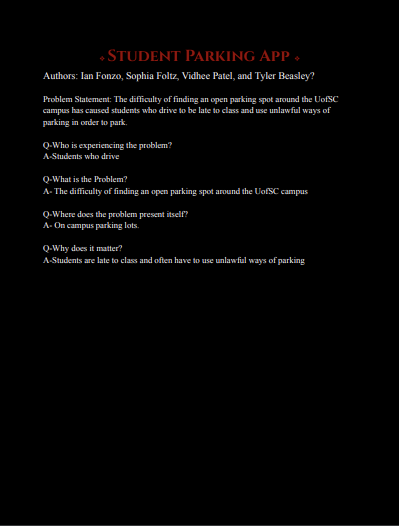 Student Parking App
Authors: Ian Fonzo, Sophia Foltz, Vidhee Patel, and Tyler Beasley?
Problem Statement: The difficulty of finding an open parking spot around the UofSC
campus has caused students who drive to be late to class and use unlawful ways of
parking in order to park.
Q-Who is experiencing the problem?
A-Students who drive
Q-What is the Problem?
A- The difficulty of finding an open parking spot around the UofSC campus
Q-Where does the problem present itself?
A- On campus parking lots.
Q-Why does it matter?
A-Students are late to class and often have to use unlawful ways of parking